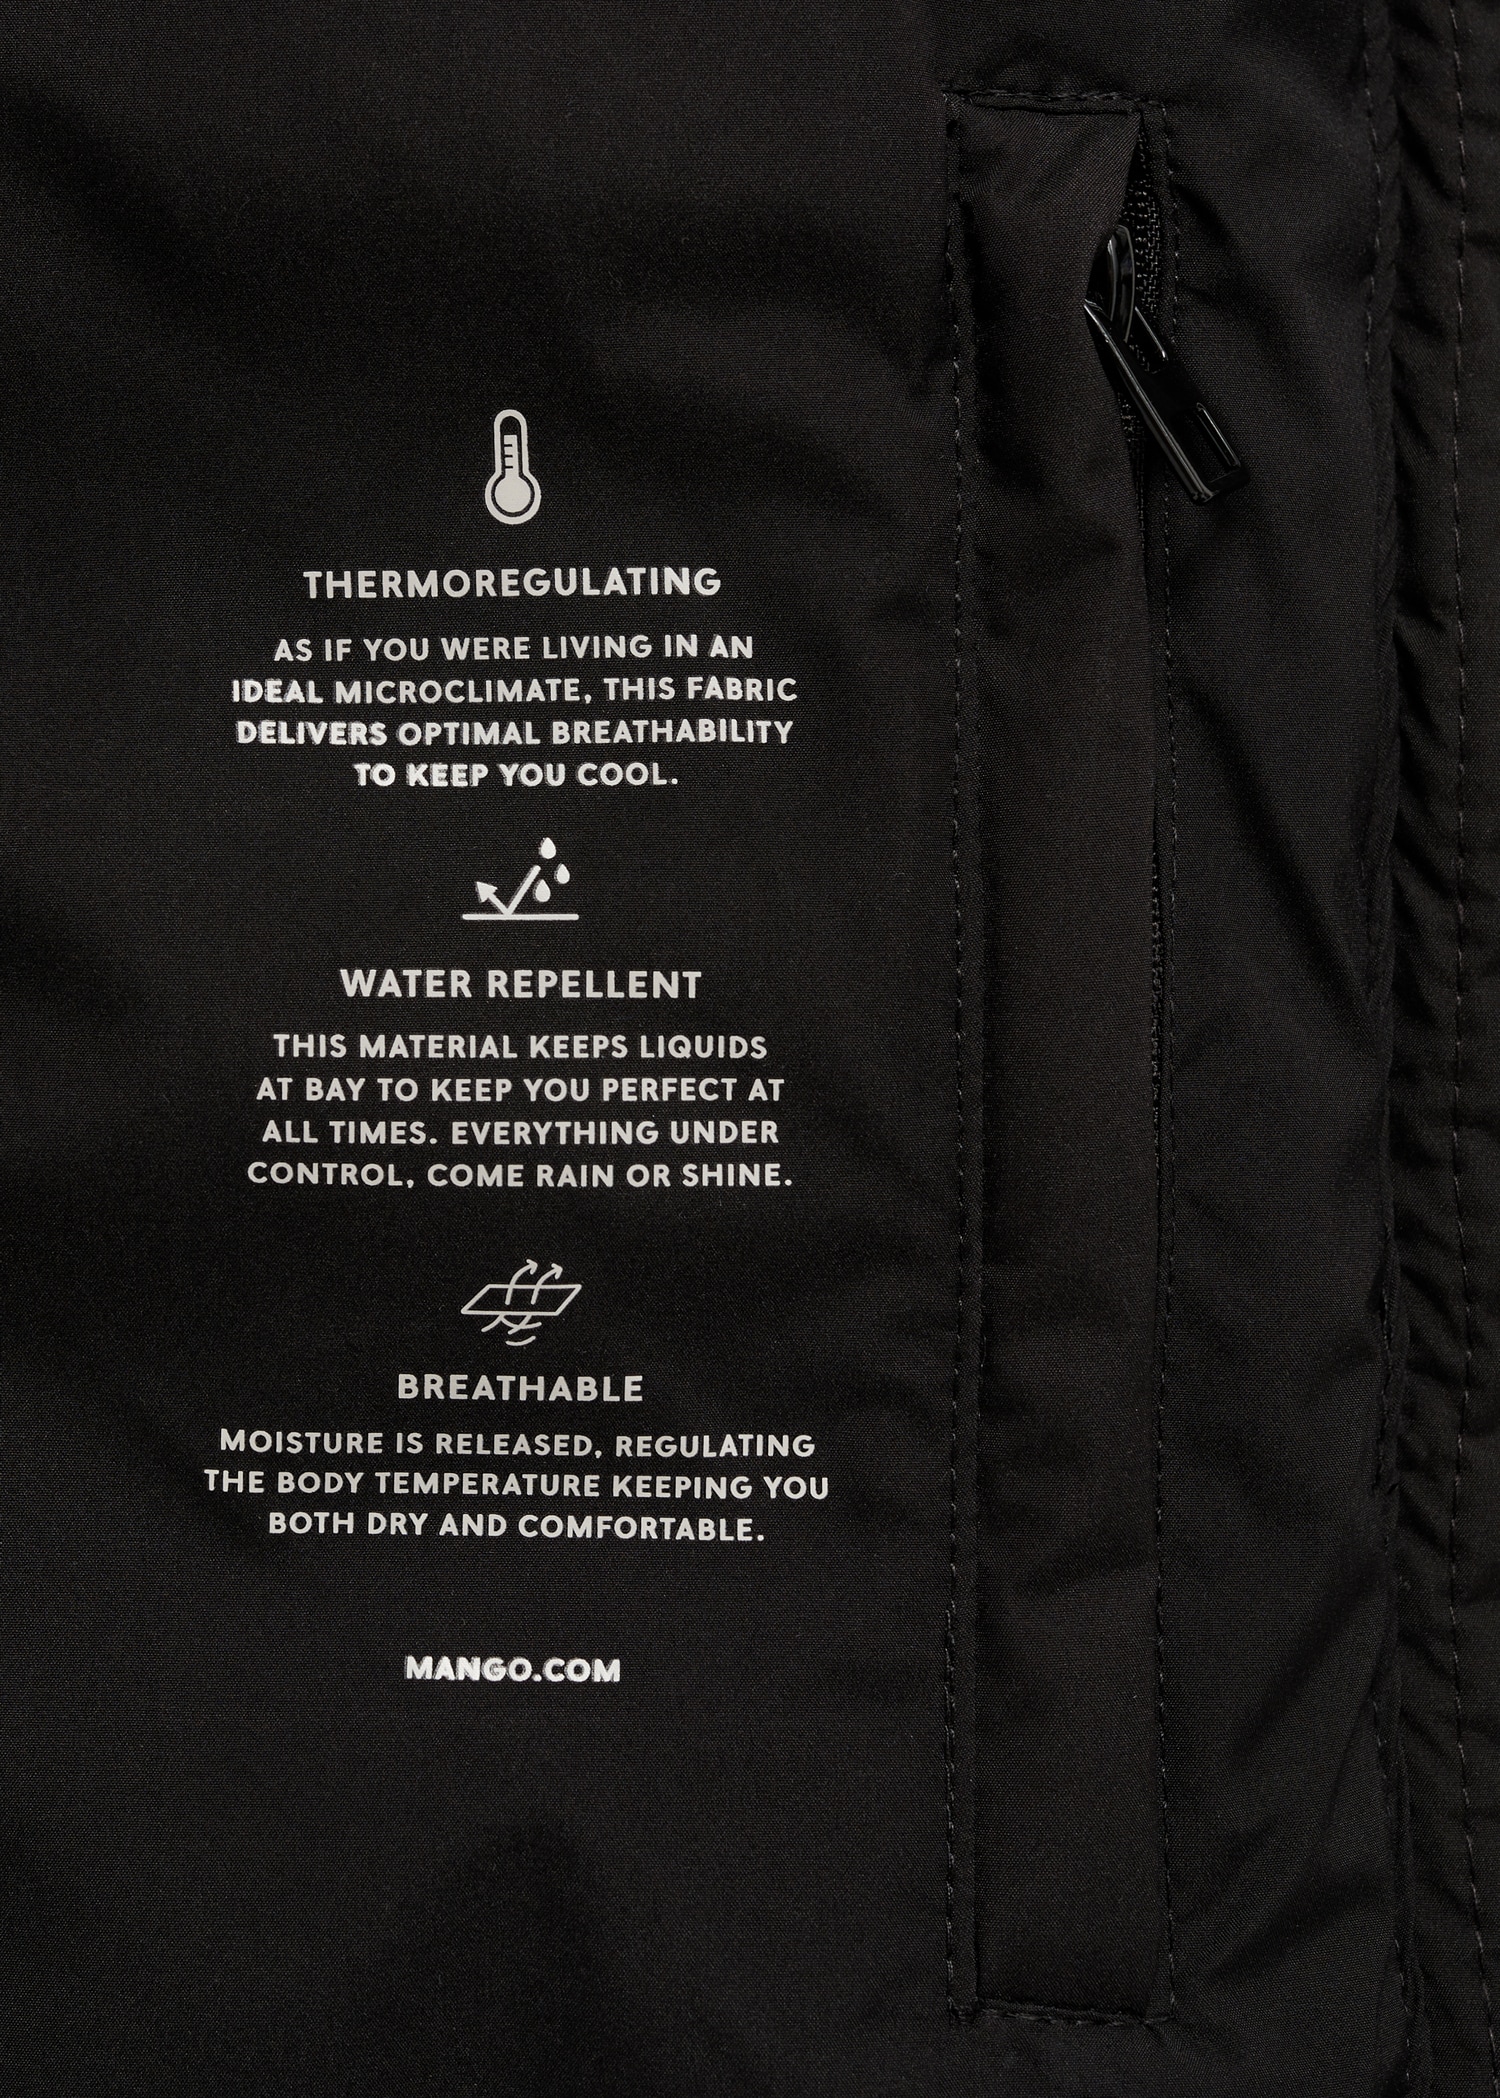 THERMOREGULATING
AS IF YOU WERE LIVING IN AN
IDEAL MICROCLIMATE, THIS FABRIC
DELIVERS OPTIMAL BREATHABILITY
TO KEEP YOU COOL.
WATER REPELLENT
THIS MATERIAL KEEPS LIQUIDS
AT BAY TO KEEP YOU PERFECT AT
ALL TIMES. EVERYTHING UNDER
CONTROL, COME RAIN OR SHINE.
BREATHABLE
MOISTURE IS RELEASED, REGULATING
THE BODY TEMPERATURE KEEPING YOU
BOTH DRY AND COMFORTABLE.
MANGO.COM